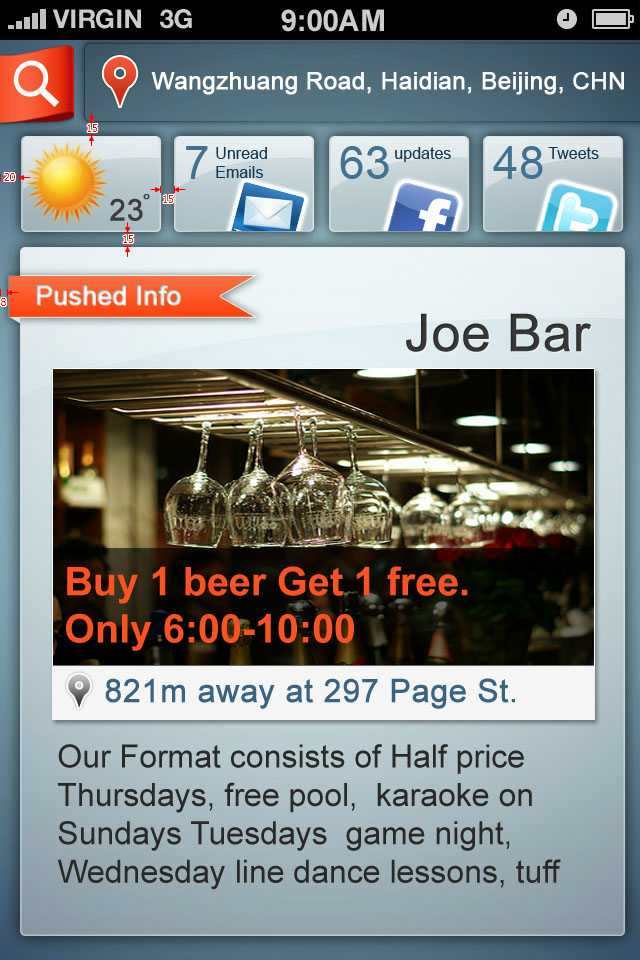 VIRGIN 3G 9:00AM
Wangzhuang Road, Haidian, Beijing, CHN
15
20
23°
15
7 Unread Emails
63 updates
48 Tweets
15
8
Pushed Info
Joe Bar
Buy 1 beer Get 1 free.
Only 6:00-10:00
821m away at 297 Page St.
Our Format consists of Half price
Thursdays, free pool,  karaoke on
Sundays Tuesdays  game night,
Wednesday line dance lessons, tuff